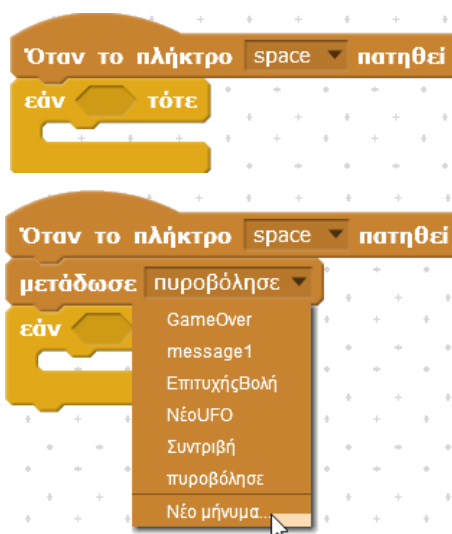 Όταν το πλήκτρο space πατηθεί
εάν τότε
Όταν το πλήκτρο space πατηθεί
μετάδωσε πυροβόλησε
εάν
GameOver
message1
ΕπιτυχήςΒολή
ΝέοUFO
Συντριβή
πυροβόλησε
Νέο μήνυμα...